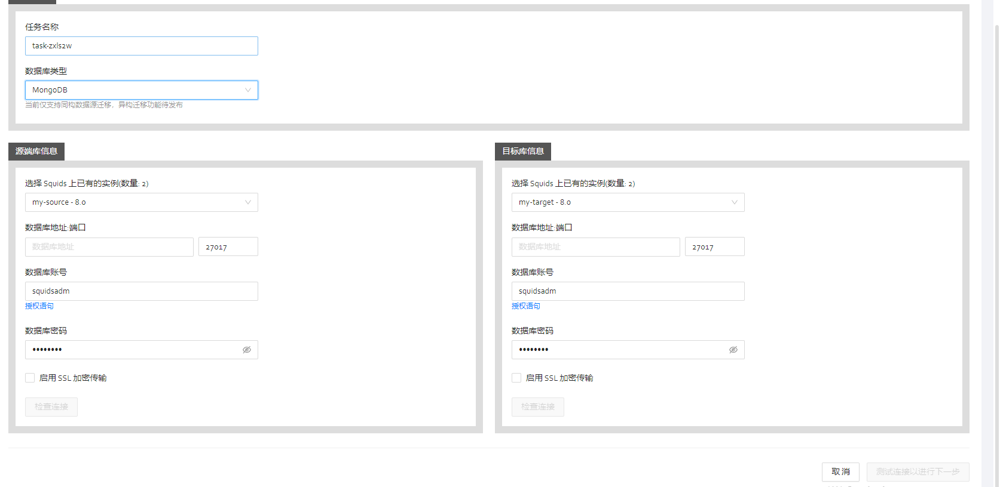 任务名称
task-zxls2w
数据库类型
MongoDB
当前仅支持同构数据源迁移，异构迁移功能待发布
源端库信息
选择 Squids 上已有的实例(数量: 2)
my-source - 8.0
数据库地址:端口
数据库地址 27017
数据库账号
squidsadm
授权语句
数据库密码
••••••••
启用 SSL 加密传输
检查连接
目标库信息
选择 Squids 上已有的实例(数量: 2)
my-target - 8.0
数据库地址:端口
数据库地址 27017
数据库账号
squidsadm
授权语句
数据库密码
••••••••
启用 SSL 加密传输
检查连接
取 消 测试连接以进行下一步